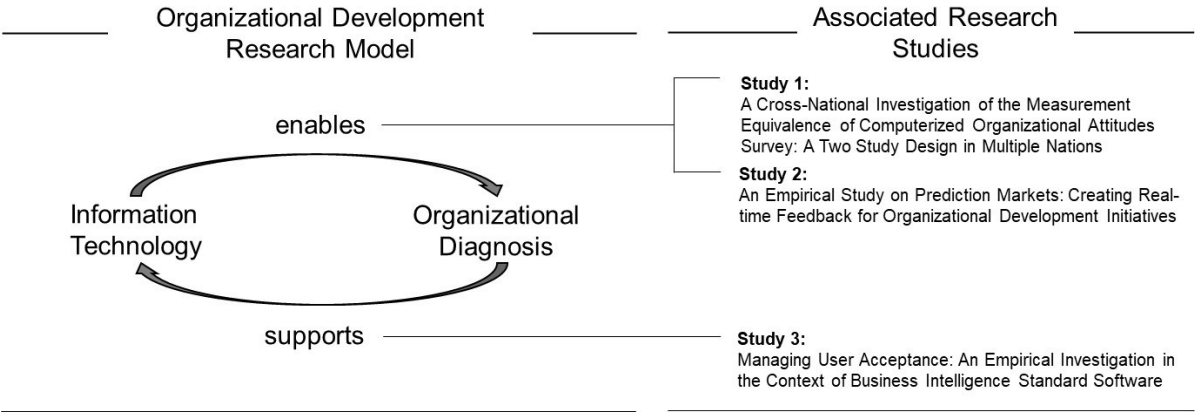 Organizational Development
Research Model
enables
Information
Technology
Organizational
Diagnosis
supports
Associated Research
Studies
Study 1:
A Cross-National Investigation of the Measurement
Equivalence of Computerized Organizational Attitudes
Survey: A Two Study Design in Multiple Nations
Study 2:
An Empirical Study on Prediction Markets: Creating Real-
time Feedback for Organizational Development Initiatives
Study 3:
Managing User Acceptance: An Empirical Investigation in
the Context of Business Intelligence Standard Software